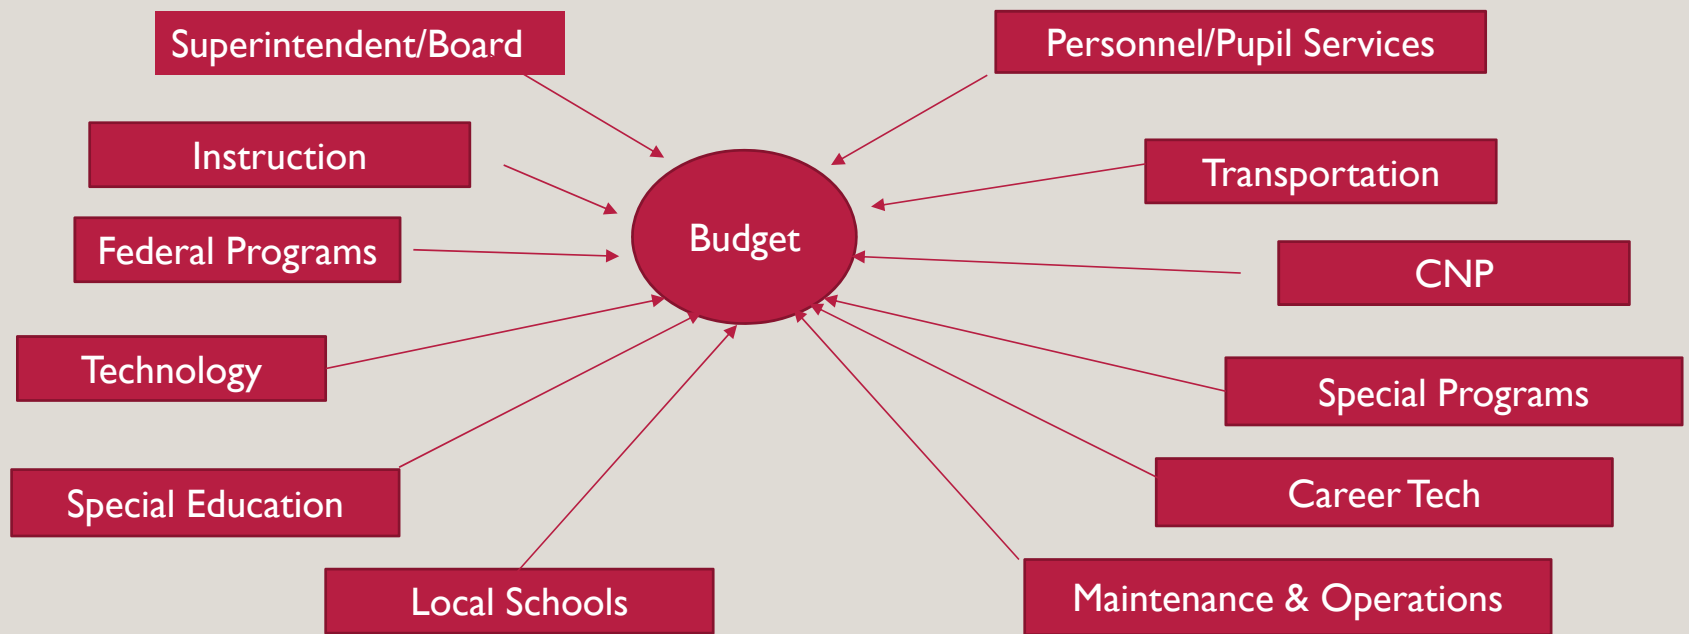 Superintendent/Board
Personnel/Pupil Services
Instruction
Transportation
Federal Programs
Budget
CNP
Technology
Special Programs
Special Education
Career Tech
Local Schools
Maintenance & Operations